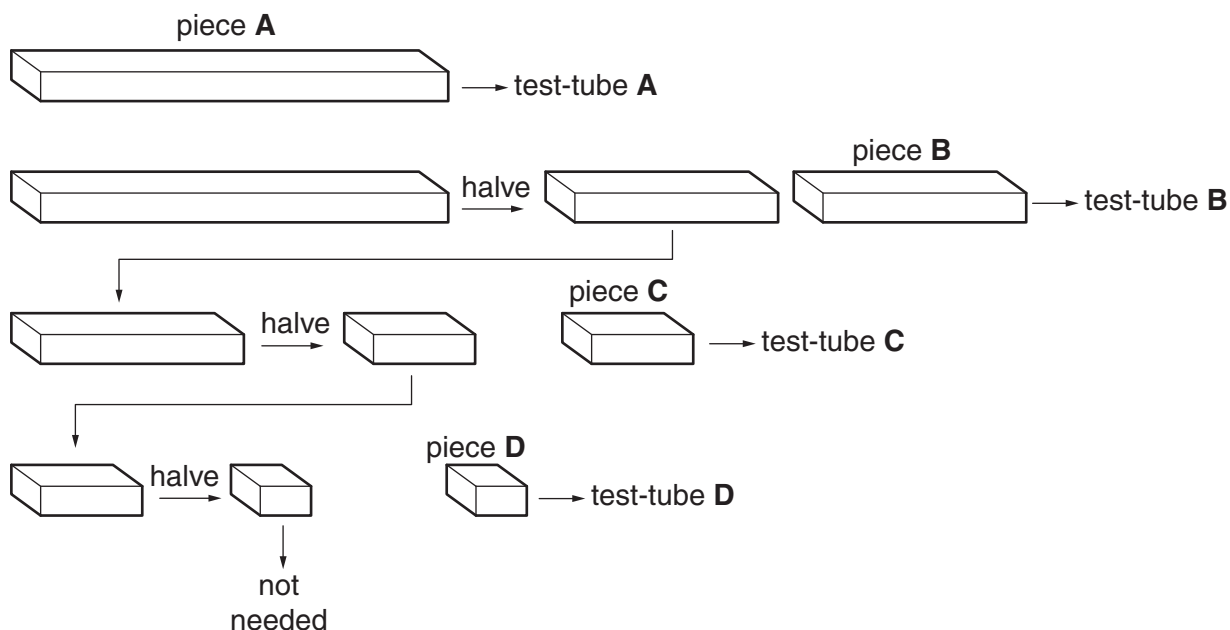 piece A
test-tube A
piece B
halve
test-tube B
piece C
halve
test-tube C
piece D
halve
test-tube D
not
needed